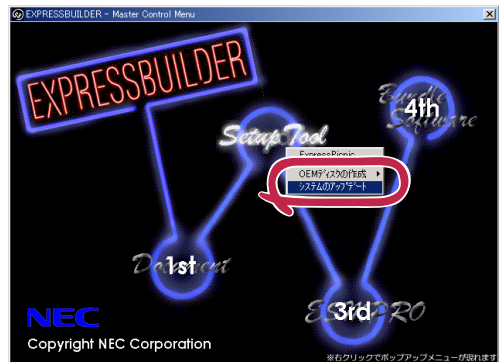 EXPRESSBUILDER - Master Control Menu
EXPRESSBUILDER
Bundle
4th
Software
Setup Tool
ExpressPicnic
OEMディスクの作成
システムのアップデート
Document
1st
ESMPRO
3rd
NEC
Copyright NEC Corporation
※右クリックでポップアップメニューが現れます